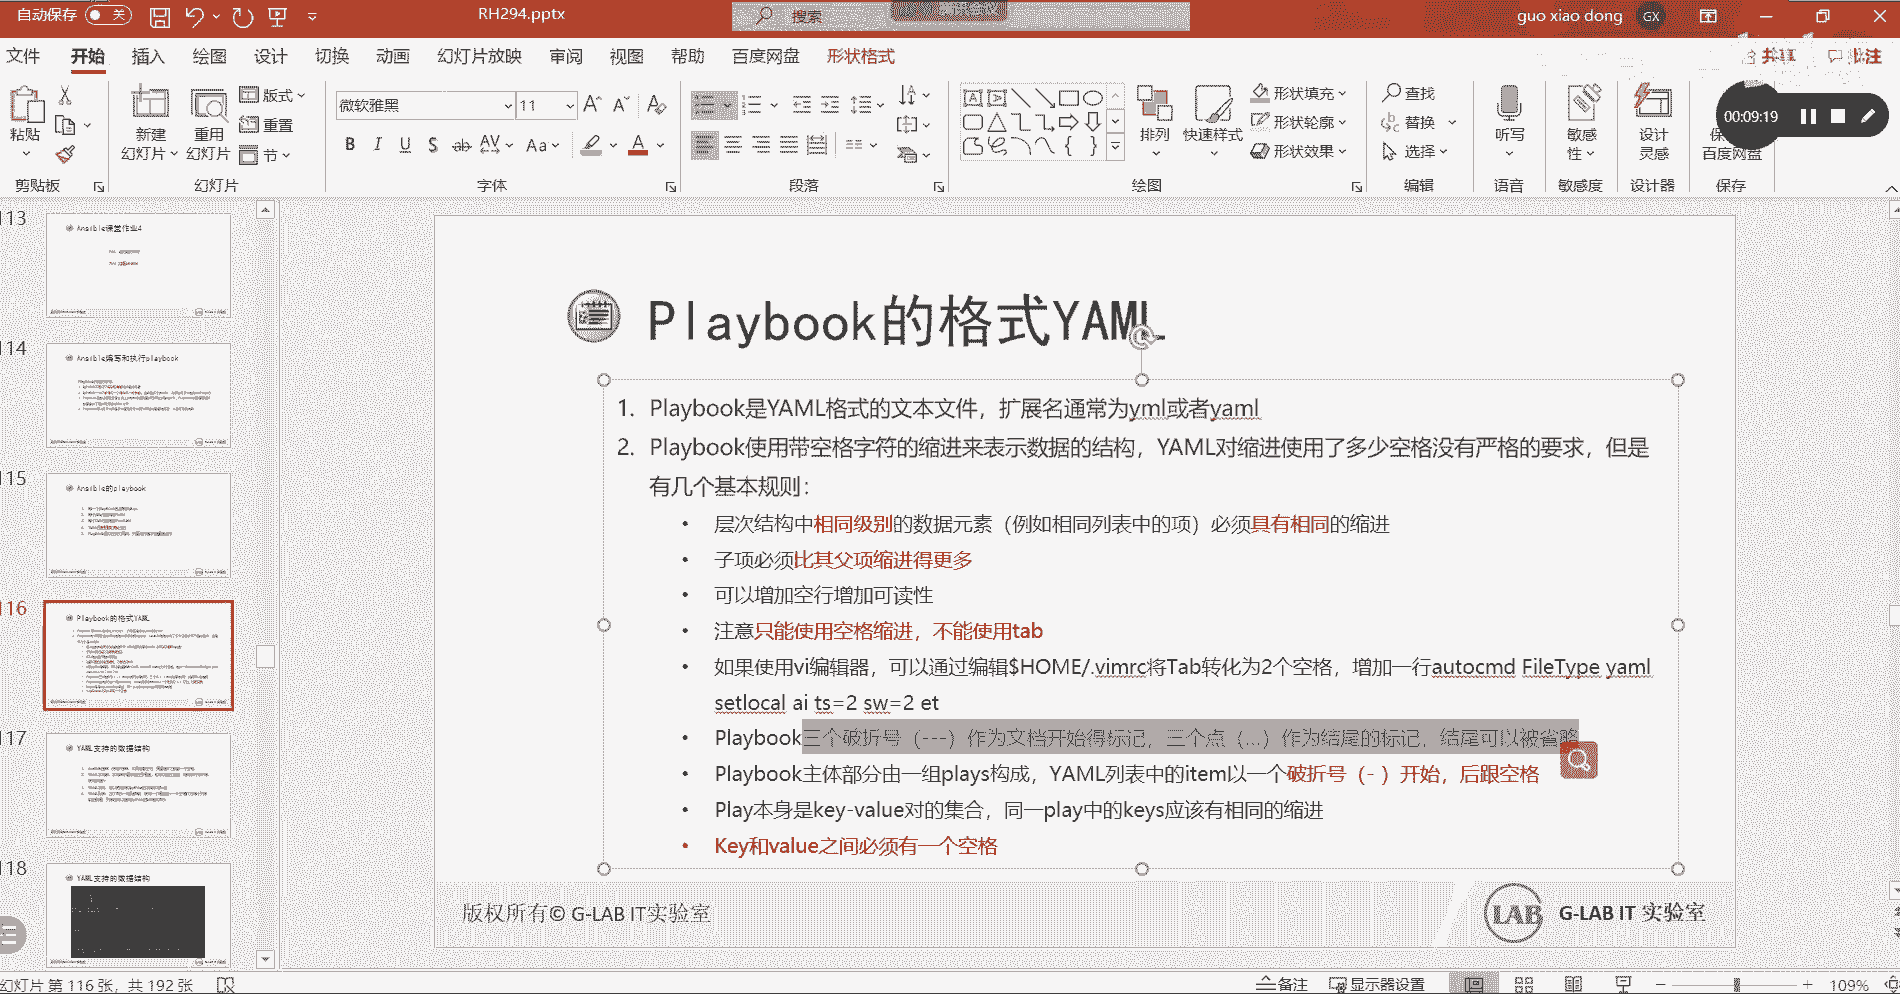 自动保存 关
RH294.pptx
搜索
guo xiao dong GX
文件 开始 插入 绘图 设计 切换 动画 幻灯片放映 审阅 视图 帮助 百度网盘 形状格式
粘贴
剪贴板
新建
幻灯片
重用
幻灯片
版式
重置
节
幻灯片
微软雅黑 11
B I U S ab AV Aa A
字体
段落
排列
快速样式
形状填充
形状轮廓
形状效果
绘图
查找
替换
选择
编辑
听写
语音
敏感
性
敏感度
设计
灵感
设计器
百度网盘
保存
00:09:19
113
Ansible课堂作业4
114
Ansible编写和执行playbook
115
Ansible的playbook
116
Playbook的格式YAML
117
YAML支持的数据结构
118
YAML支持的数据结构
Playbook的格式YAML
1. Playbook是YAML格式的文本文件，扩展名通常为yml或者yaml
2. Playbook使用带空格字符的缩进来表示数据的结构，YAML对缩进使用了多少空格没有严格的要求，但是
有几个基本规则：
• 层次结构中相同级别的数据元素（例如相同列表中的项）必须具有相同的缩进
• 子项必须比其父项缩进得更多
• 可以增加空行增加可读性
• 注意只能使用空格缩进，不能使用tab
• 如果使用vi编辑器，可以通过编辑$HOME/.vimrc将Tab转化为2个空格，增加一行autocmd FileType yaml
setlocal ai ts=2 sw=2 et
• Playbook三个破折号（---）作为文档开始得标记，三个点（...）作为结尾的标记，结尾可以被省略
• Playbook主体部分由一组plays构成，YAML列表中的item以一个破折号（- ）开始，后跟空格
• Play本身是key-value对的集合，同一play中的keys应该有相同的缩进
• Key和value之间必须有一个空格
版权所有© G-LAB IT实验室
LAB G-LAB IT 实验室
幻灯片 第 116 张，共 192 张
备注 显示器设置 109%